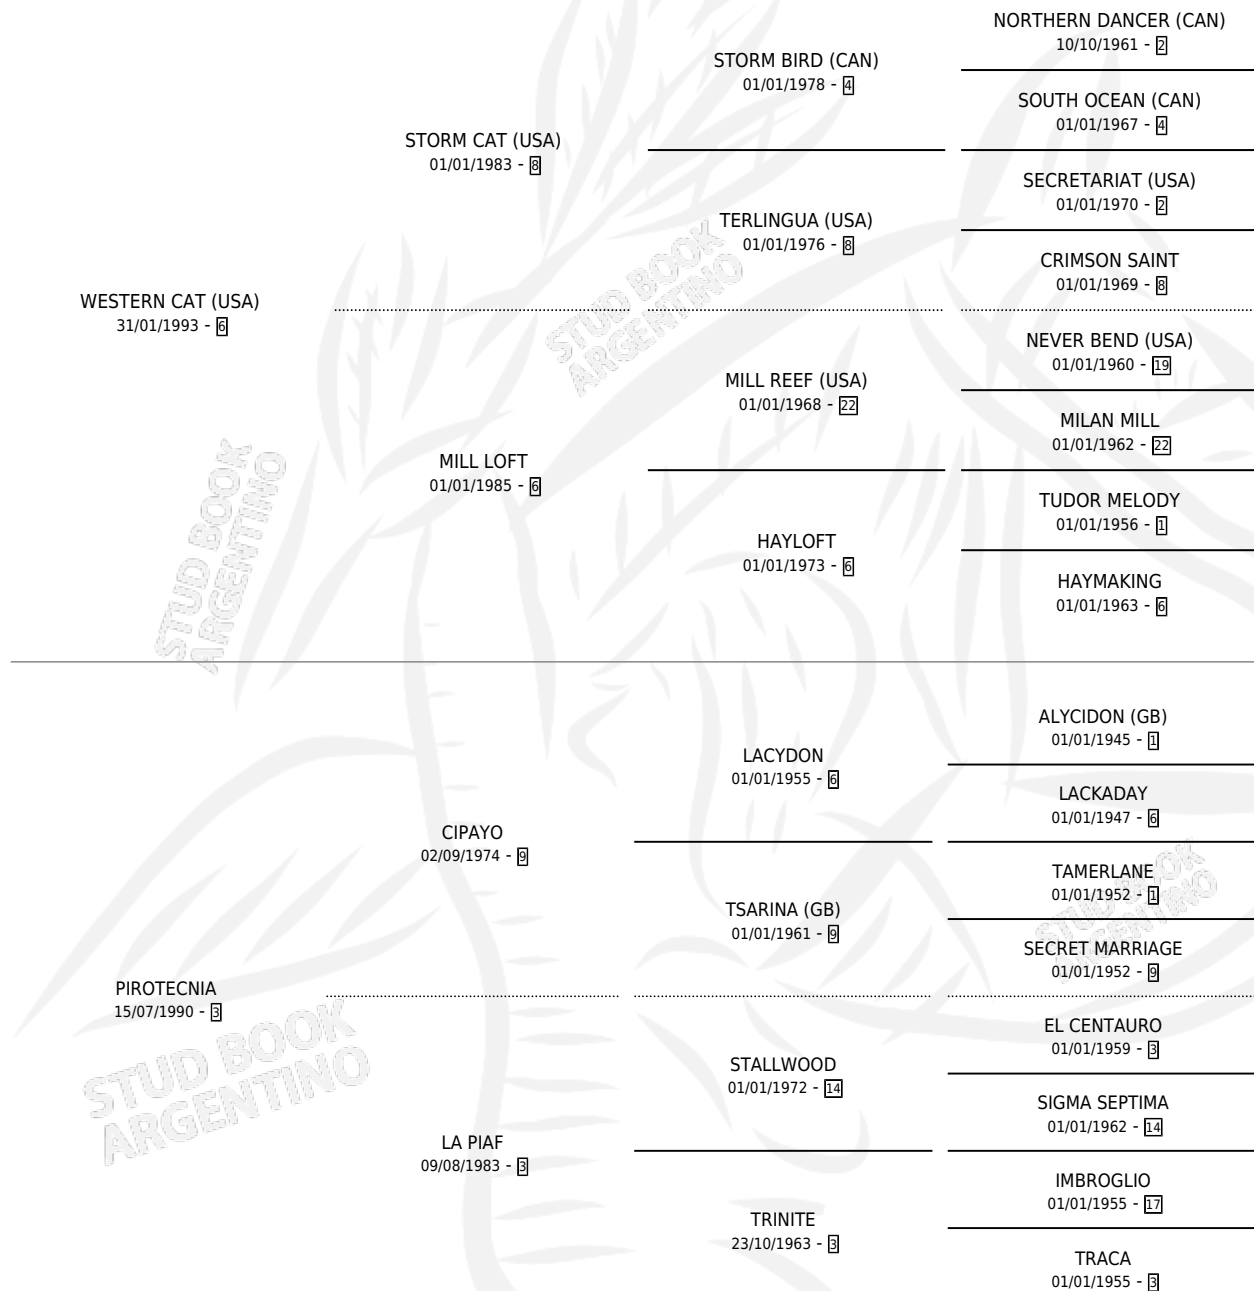 NORTHERN DANCER (CAN)
10/10/1961 - 2
STORM BIRD (CAN)
01/01/1978 - 4
SOUTH OCEAN (CAN)
01/01/1967 - 4
STORM CAT (USA)
01/01/1983 - 8
SECRETARIAT (USA)
01/01/1970 - 2
TERLINGUA (USA)
01/01/1976 - 8
CRIMSON SAINT
01/01/1969 - 8
WESTERN CAT (USA)
31/01/1993 - 6
NEVER BEND (USA)
01/01/1960 - 19
MILL REEF (USA)
01/01/1968 - 22
MILAN MILL
01/01/1962 - 22
MILL LOFT
01/01/1985 - 6
TUDOR MELODY
01/01/1956 - 1
HAYLOFT
01/01/1973 - 6
HAYMAKING
01/01/1963 - 6
ALYCIDON (GB)
01/01/1945 - 1
LACYDON
01/01/1955 - 6
LACKADAY
01/01/1947 - 6
CIPAYO
02/09/1974 - 9
TAMERLANE
01/01/1952 - 1
TSARINA (GB)
01/01/1961 - 9
SECRET MARRIAGE
01/01/1952 - 9
PIROTECNIA
15/07/1990 - 3
EL CENTAURO
01/01/1959 - 3
STALLWOOD
01/01/1972 - 14
SIGMA SEPTIMA
01/01/1962 - 14
LA PIAF
09/08/1983 - 3
IMBROGLIO
01/01/1955 - 17
TRINITE
23/10/1963 - 3
TRACA
01/01/1955 - 3
STUD BOOK
ARGENTINO
STUD BOOK
ARGENTINO
STUD BOOK
ARGENTINO
STUD BOOK
ARGENTINO